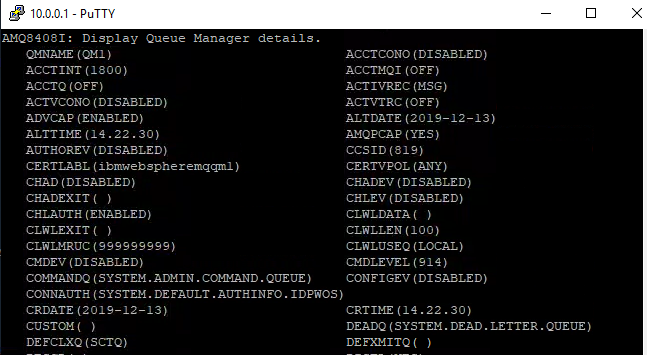 10.0.0.1 - PuTTY
AMQ8408I: Display Queue Manager details.
QMNAME(QM1) ACCTCONO(DISABLED)
ACCTINT(1800) ACCTMQI(OFF)
ACCTQ(OFF) ACTIVREC(MSG)
ACTVCONO(DISABLED) ACTVTRC(OFF)
ADVCAP(ENABLED) ALTDATE(2019-12-13)
ALTTIME(14.22.30) AMQPCAP(YES)
AUTHOREV(DISABLED) CCSID(819)
CERTLABL(ibmwebspheremqqm1) CERTVPOL(ANY)
CHAD(DISABLED) CHADEV(DISABLED)
CHADEXIT( ) CHLEV(DISABLED)
CHLAUTH(ENABLED) CLWLDATA( )
CLWLEXIT( ) CLWLLEN(100)
CLWLMRUC(999999999) CLWLUSEQ(LOCAL)
CMDEV(DISABLED) CMDLEVEL(914)
COMMANDQ(SYSTEM.ADMIN.COMMAND.QUEUE) CONFIGEV(DISABLED)
CONNAUTH(SYSTEM.DEFAULT.AUTHINFO.IDPWOS)
CRDATE(2019-12-13) CRTIME(14.22.30)
CUSTOM( ) DEADQ(SYSTEM.DEAD.LETTER.QUEUE)
DEFCLXQ(SCTQ) DEFXMITQ( )